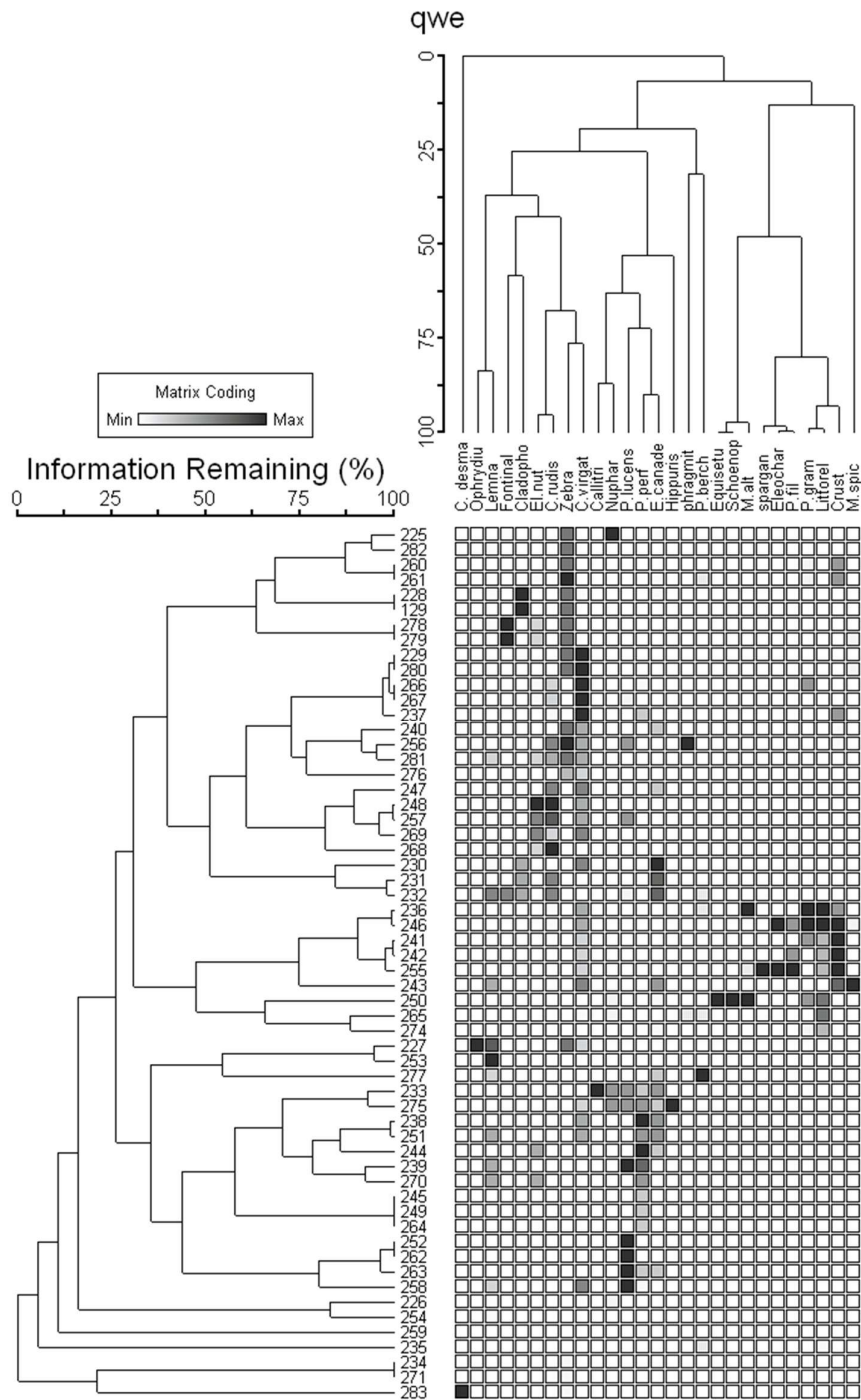 qwe
0
25
50
75
100
Matrix Coding
Min Max
Information Remaining (%)
0 25 50 75 100
C. desma
Ophrydiu
Lemna
Fontinal
Cladopho
El.nut
C.rudis
Zebra
C.virgat
Callitri
Nuphar
P.lucens
P.perf
E.canade
Hippuris
phragmit
P.berch
Equisetu
Schoenop
M.alt
spargan
Eleochar
P.fil
P.gram
Littorel
Crust
M.spic
225
282
260
261
228
129
278
279
229
280
266
267
237
240
256
281
276
247
248
257
269
268
230
231
232
236
246
241
242
255
243
250
265
274
227
253
277
233
275
238
251
244
239
270
245
249
264
252
262
263
258
226
254
259
235
234
271
283